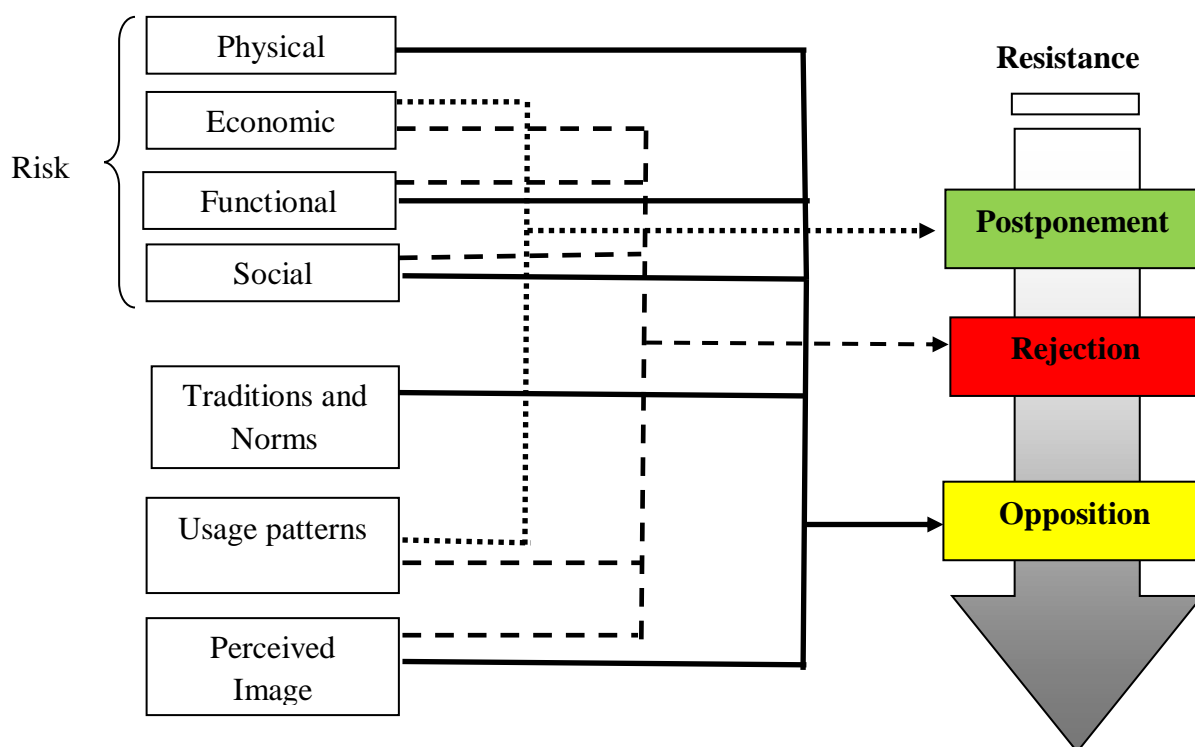 Physical
Economic
Risk
Functional
Social
Traditions and
Norms
Usage patterns
Perceived
Image
Resistance
Postponement
Rejection
Opposition